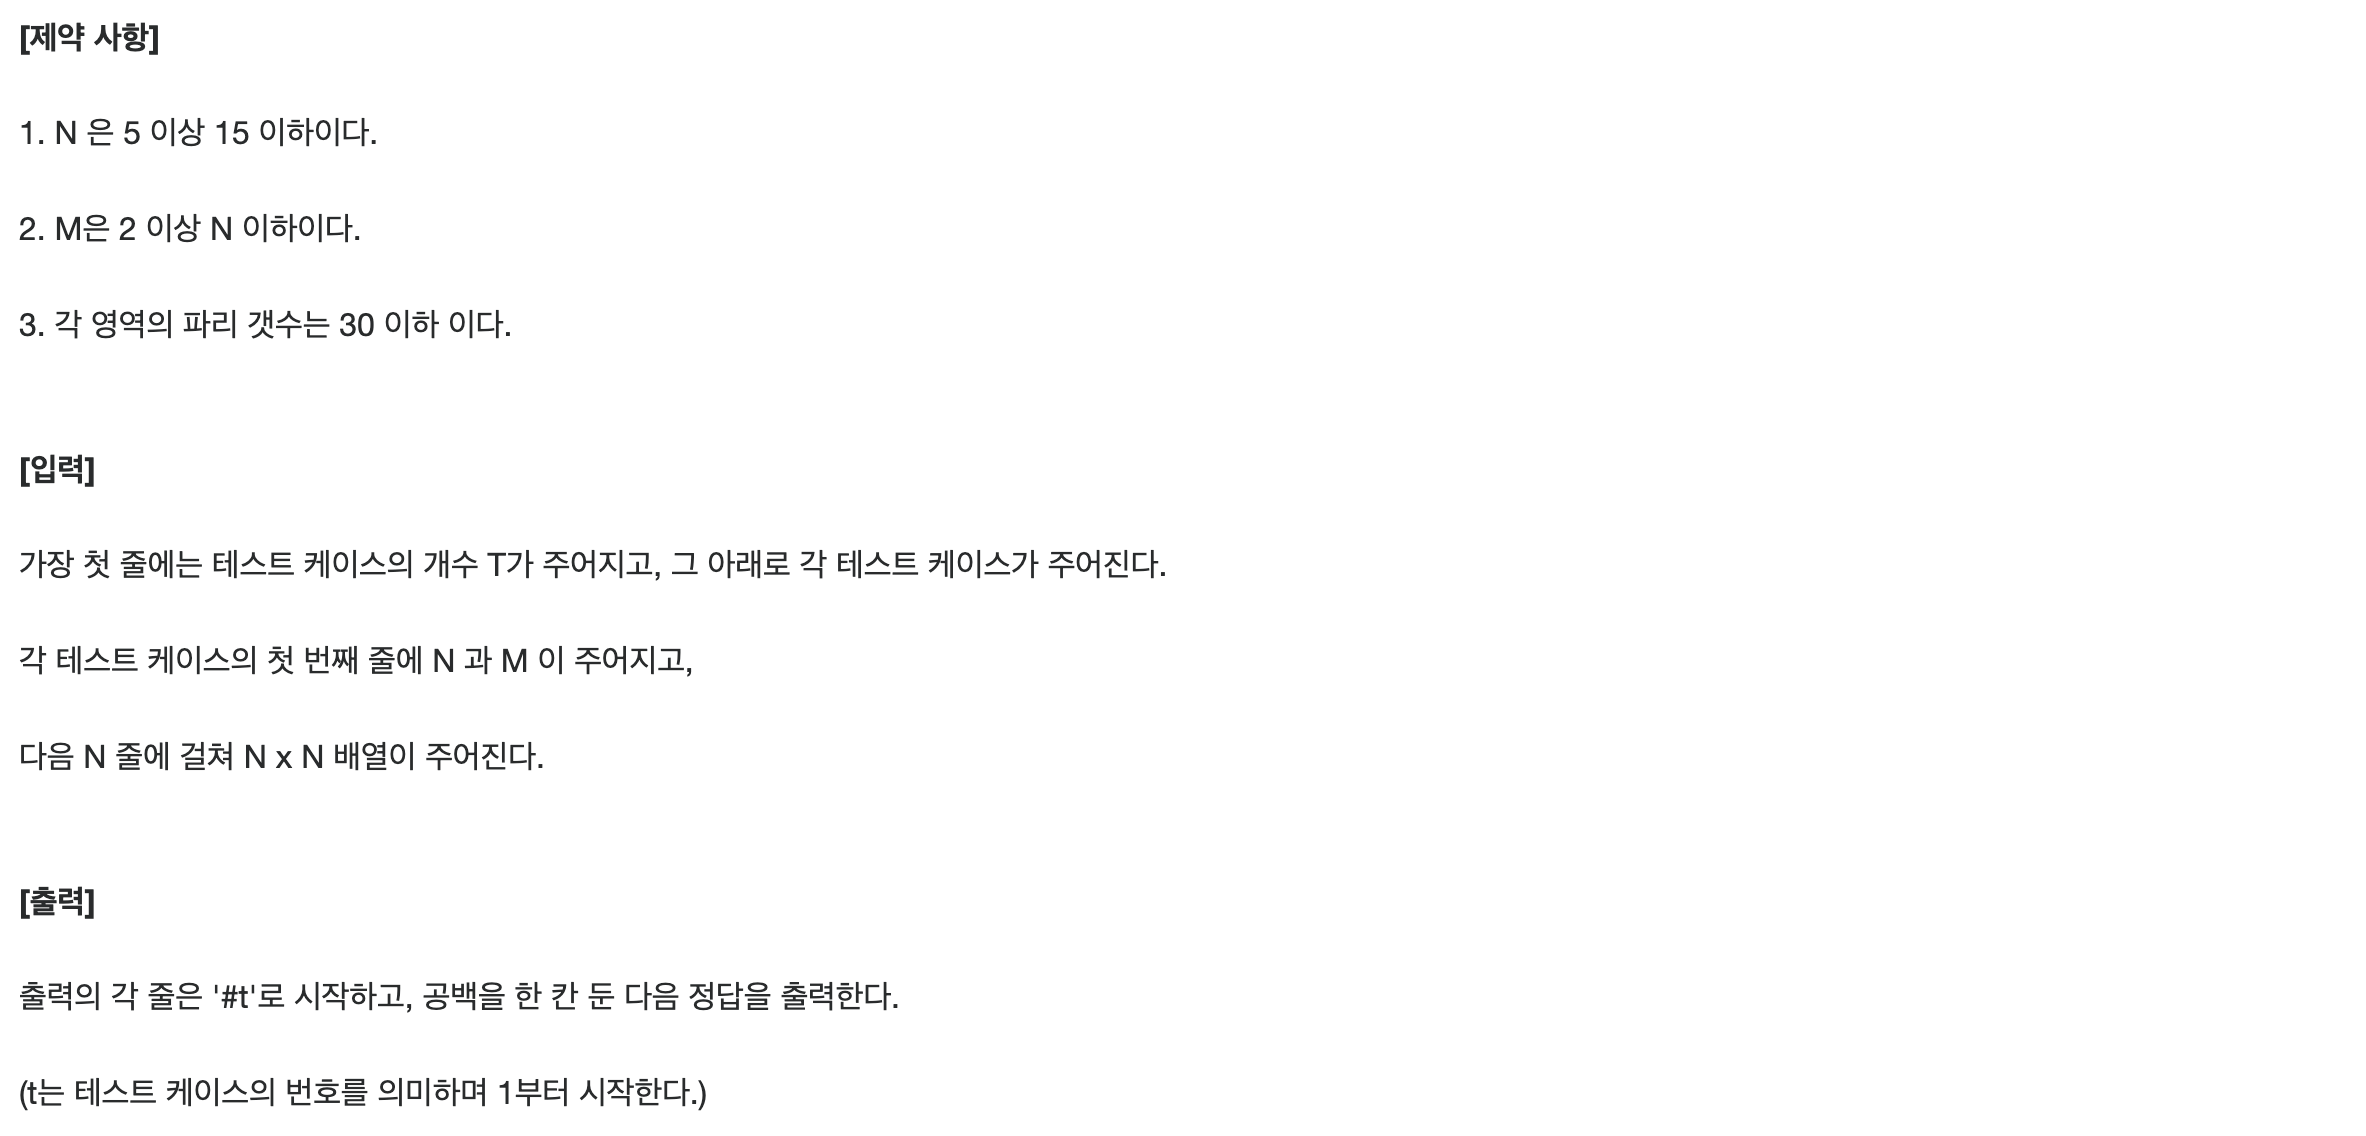 [제약 사항]
1. N 은 5 이상 15 이하이다.
2. M은 2 이상 N 이하이다.
3. 각 영역의 파리 갯수는 30 이하 이다.
[입력]
가장 첫 줄에는 테스트 케이스의 개수 T가 주어지고, 그 아래로 각 테스트 케이스가 주어진다.
각 테스트 케이스의 첫 번째 줄에 N 과 M 이 주어지고,
다음 N 줄에 걸쳐 N x N 배열이 주어진다.
[출력]
출력의 각 줄은 '#t'로 시작하고, 공백을 한 칸 둔 다음 정답을 출력한다.
(t는 테스트 케이스의 번호를 의미하며 1부터 시작한다.)